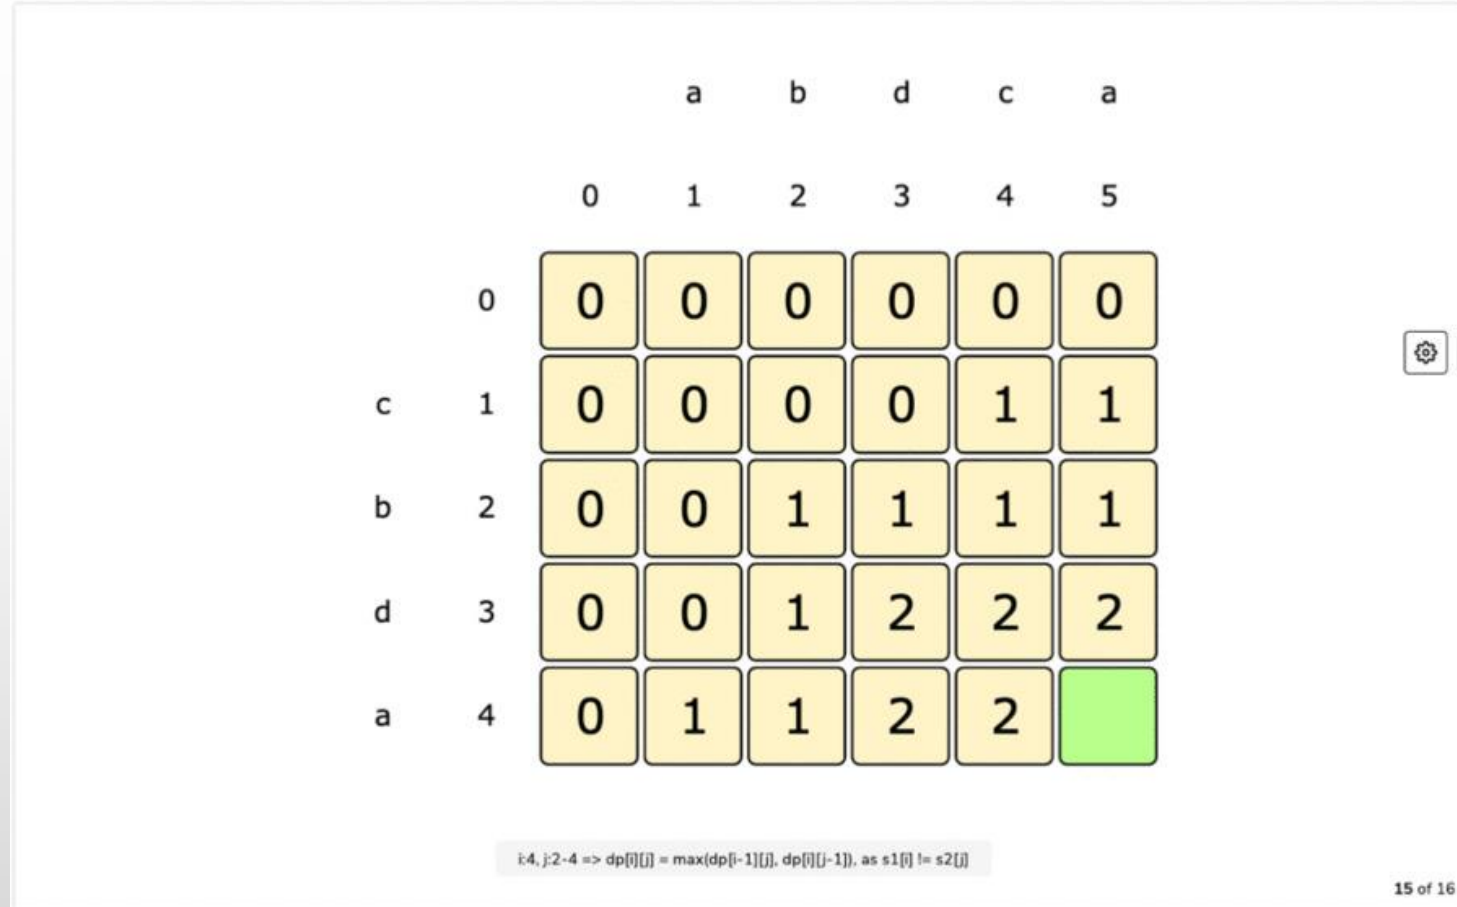 a b d c a
0 1 2 3 4 5
0 0 0 0 0 0 0
c 1 0 0 0 0 1 1
b 2 0 0 1 1 1 1
d 3 0 0 1 2 2 2
a 4 0 1 1 2 2
i:4, j:2-4 => dp[i][j] = max(dp[i-1][j], dp[i][j-1]), as s1[i] != s2[j]
15 of 16